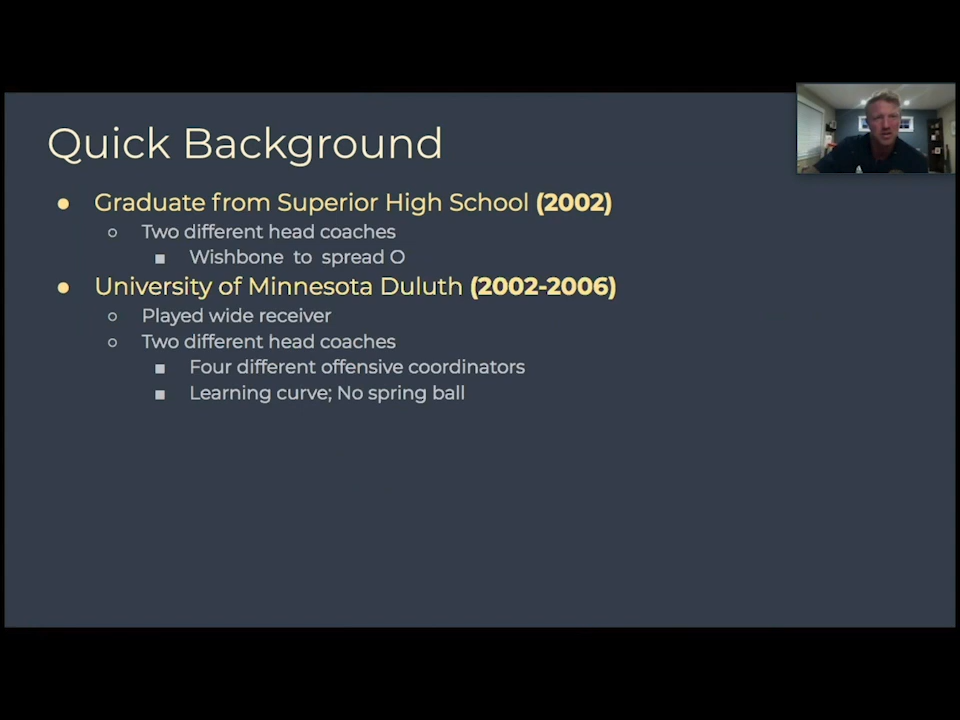 Quick Background
● Graduate from Superior High School (2002)
○ Two different head coaches
■ Wishbone to spread O
● University of Minnesota Duluth (2002-2006)
○ Played wide receiver
○ Two different head coaches
■ Four different offensive coordinators
■ Learning curve; No spring ball